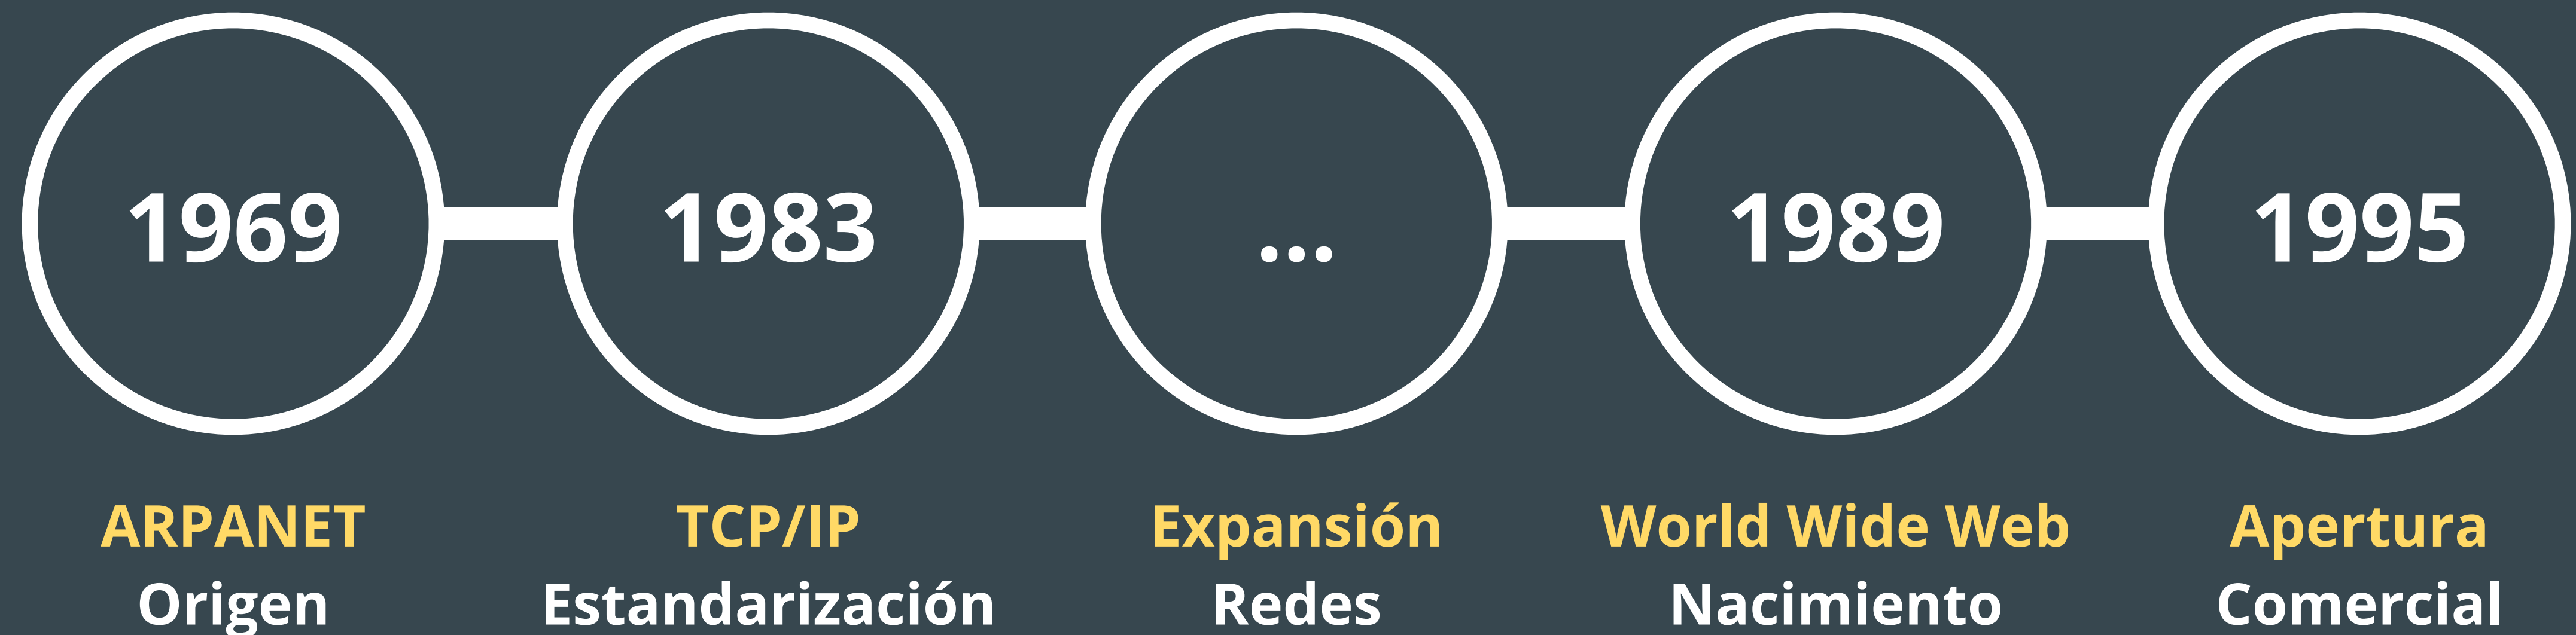 1969
1983
...
1989
1995
ARPANET
Origen
TCP/IP
Estandarización
Expansión
Redes
World Wide Web
Nacimiento
Apertura
Comercial